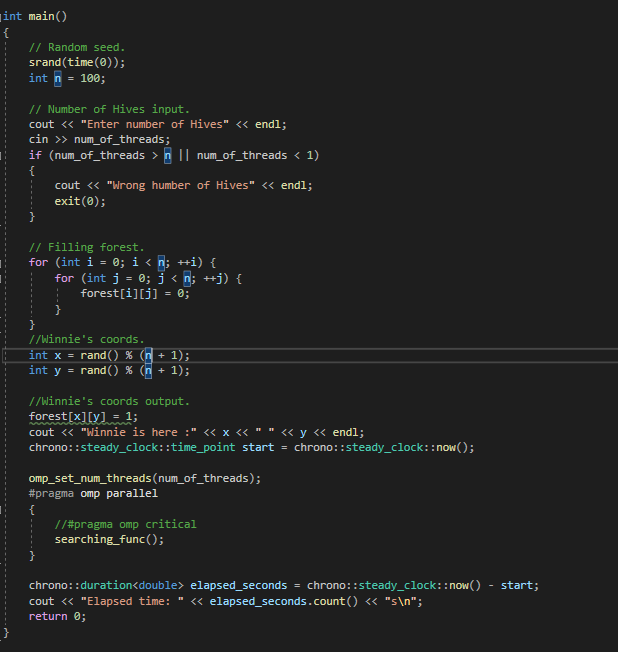 int main()
{
// Random seed.
srand(time(0));
int n = 100;
// Number of Hives input.
cout << "Enter number of Hives" << endl;
cin >> num_of_threads;
if (num_of_threads > n || num_of_threads < 1)
{
cout << "Wrong humber of Hives" << endl;
exit(0);
}
// Filling forest.
for (int i = 0; i < n; ++i) {
for (int j = 0; j < n; ++j) {
forest[i][j] = 0;
}
}
//Winnie's coords.
int x = rand() % (n + 1);
int y = rand() % (n + 1);
//Winnie's coords output.
forest[x][y] = 1;
cout << "Winnie is here :" << x << " " << y << endl;
chrono::steady_clock::time_point start = chrono::steady_clock::now();
omp_set_num_threads(num_of_threads);
#pragma omp parallel
{
//#pragma omp critical
searching_func();
}
chrono::duration<double> elapsed_seconds = chrono::steady_clock::now() - start;
cout << "Elapsed time: " << elapsed_seconds.count() << "s\n";
return 0;
}